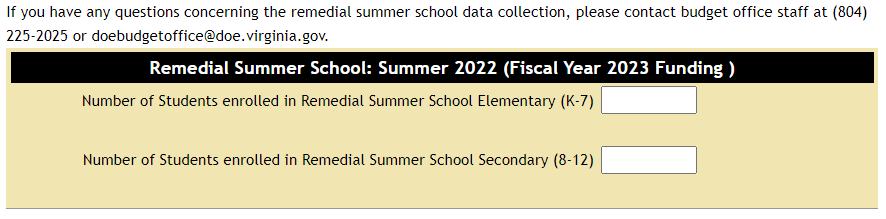 If you have any questions concerning the remedial summer school data collection, please contact budget office staff at (804)
225-2025 or doebudgetoffice@doe.virginia.gov.
Remedial Summer School: Summer 2022 (Fiscal Year 2023 Funding )
Number of Students enrolled in Remedial Summer School Elementary (K-7)
Number of Students enrolled in Remedial Summer School Secondary (8-12)